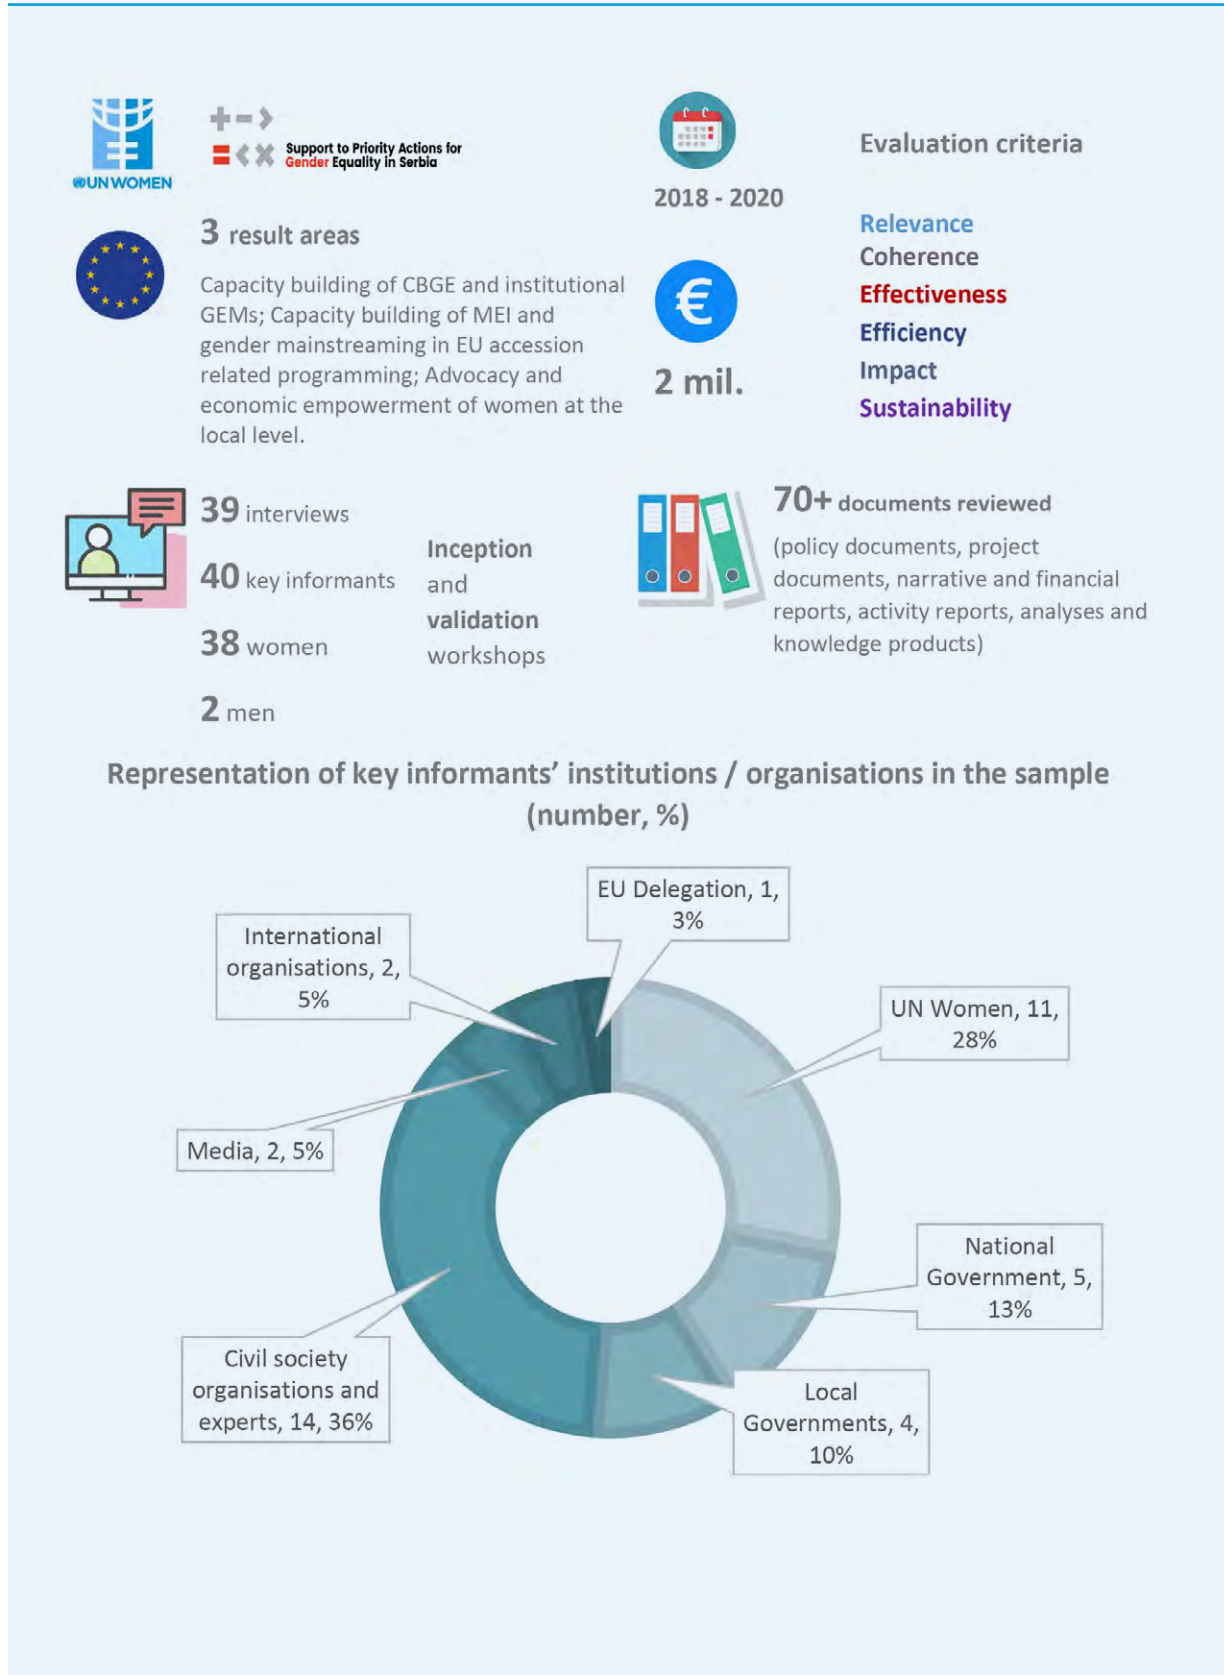 UN WOMEN
Support to Priority Actions for
Gender Equality in Serbia
3 result areas
Capacity building of CBGE and institutional
GEMs; Capacity building of MEI and
gender mainstreaming in EU accession
related programming; Advocacy and
economic empowerment of women at the
local level.
2018 - 2020
€
2 mil.
Evaluation criteria
Relevance
Coherence
Effectiveness
Efficiency
Impact
Sustainability
39 interviews
40 key informants
38 women
2 men
Inception
and
validation
workshops
70+ documents reviewed
(policy documents, project
documents, narrative and financial
reports, activity reports, analyses and
knowledge products)
Representation of key informants’ institutions / organisations in the sample
(number, %)
EU Delegation, 1,
3%
International
organisations, 2,
5%
UN Women, 11,
28%
Media, 2, 5%
National
Government, 5,
13%
Civil society
organisations and
experts, 14, 36%
Local
Governments, 4,
10%